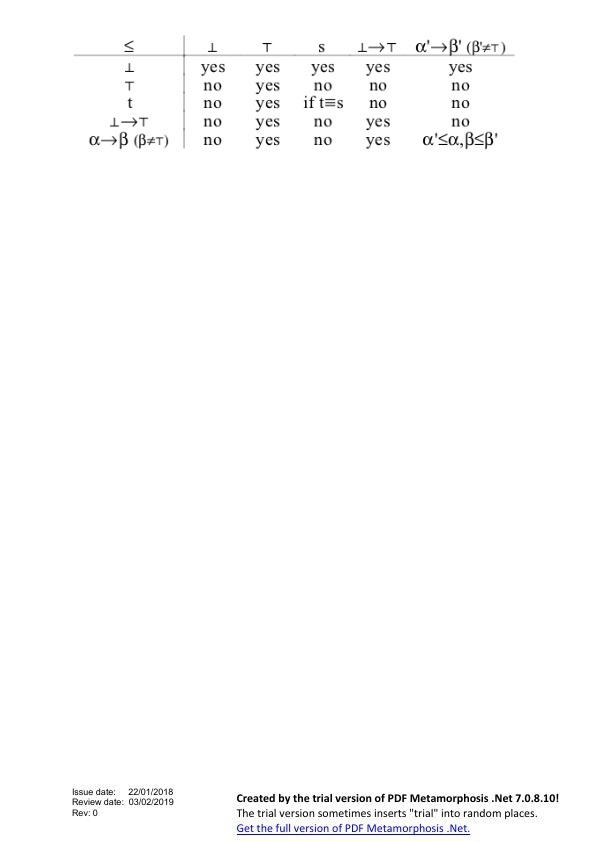 ≤ ⊥ ⊤ s ⊥→⊤ α'→β' (β'≠⊤)
⊥ yes yes yes yes yes
⊤ no yes no no no
t no yes if t≡s no no
⊥→⊤ no yes no yes no
α→β (β≠⊤) no yes no yes α'≤α,β≤β'
Issue date: 22/01/2018
Review date: 03/02/2019
Rev: 0
Created by the trial version of PDF Metamorphosis .Net 7.0.8.10!
The trial version sometimes inserts "trial" into random places.
Get the full version of PDF Metamorphosis .Net.